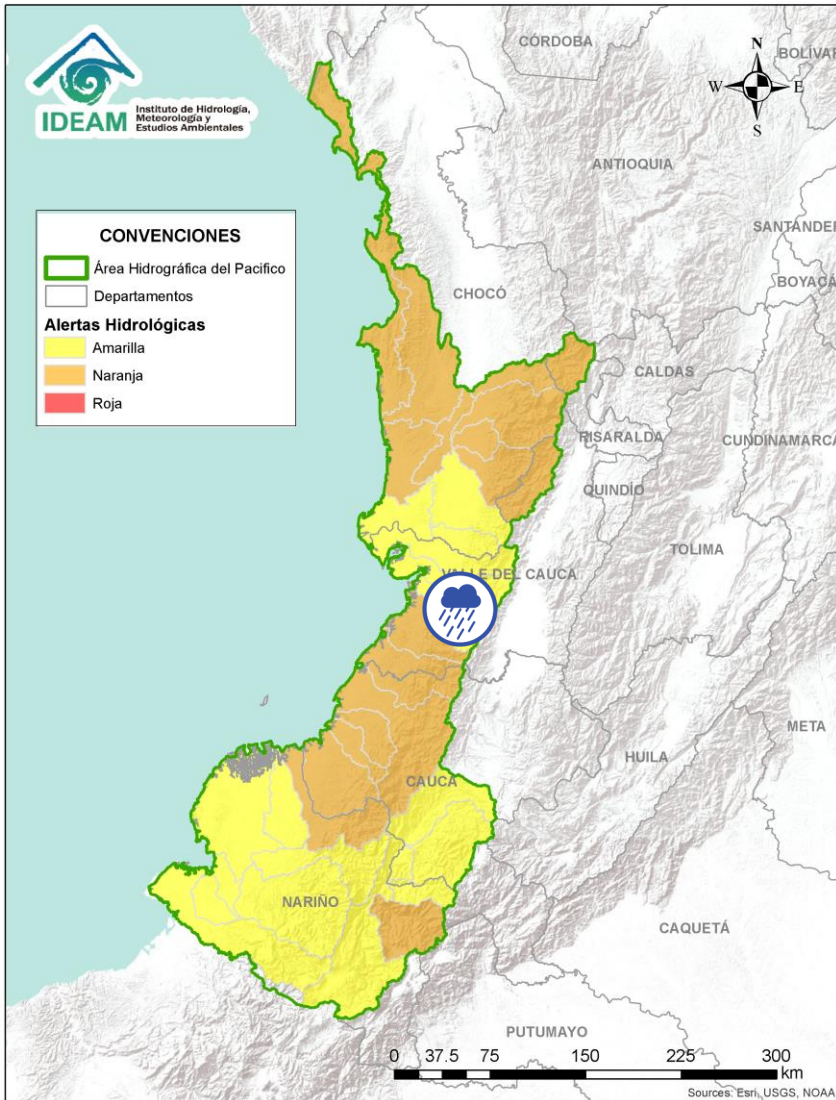 IDEAM
Instituto de Hidrología,
Meteorología y
Estudios Ambientales
CONVENCIONES
Área Hidrográfica del Pacifico
Departamentos
Alertas Hidrológicas
Amarilla
Naranja
Roja
N
W
E
S
CÓRDOBA
BOLÍVAR
ANTIOQUIA
SANTANDER
BOYACÁ
CHOCÓ
CALDAS
RISARALDA
CUNDINAMARCA
QUINDÍO
TOLIMA
VALLE DEL CAUCA
META
HUILA
CAUCA
NARIÑO
CAQUETÁ
PUTUMAYO
0 37.5 75 150 225 300
km
Sources: Esri, USGS, NOAA